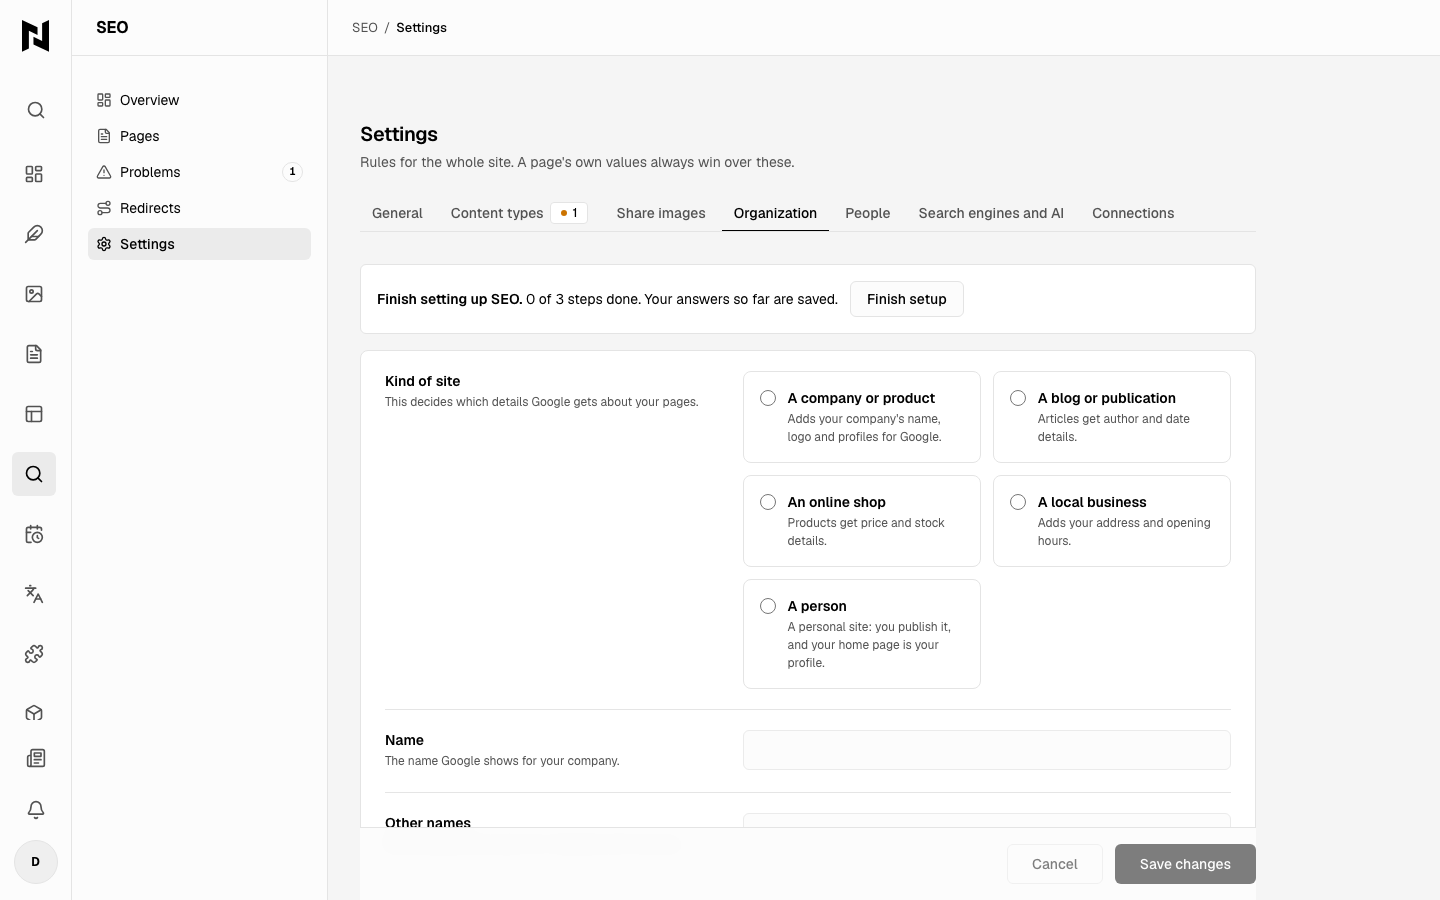 SEO
SEO / Settings
Overview
Pages
Problems 1
Redirects
Settings
Settings
Rules for the whole site. A page's own values always win over these.
General
Content types 1
Share images
Organization
People
Search engines and AI
Connections
Finish setting up SEO. 0 of 3 steps done. Your answers so far are saved.
Finish setup
Kind of site
This decides which details Google gets about your pages.
A company or product
Adds your company's name,
logo and profiles for Google.
A blog or publication
Articles get author and date
details.
An online shop
Products get price and stock
details.
A local business
Adds your address and opening
hours.
A person
A personal site: you publish it,
and your home page is your
profile.
Name
The name Google shows for your company.
Other names
Cancel
Save changes
D